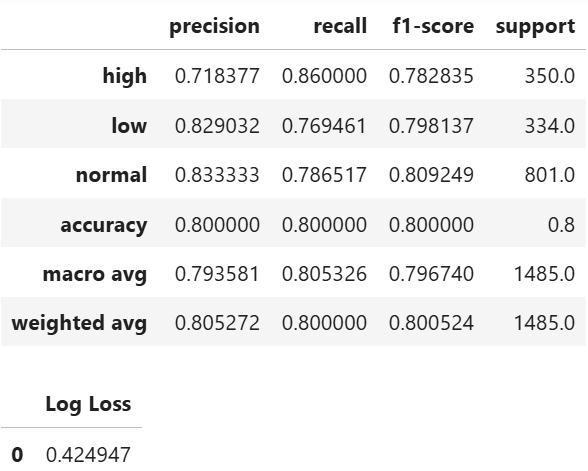 precision recall f1-score support
high 0.718377 0.860000 0.782835 350.0
low 0.829032 0.769461 0.798137 334.0
normal 0.833333 0.786517 0.809249 801.0
accuracy 0.800000 0.800000 0.800000 0.8
macro avg 0.793581 0.805326 0.796740 1485.0
weighted avg 0.805272 0.800000 0.800524 1485.0
Log Loss
0 0.424947